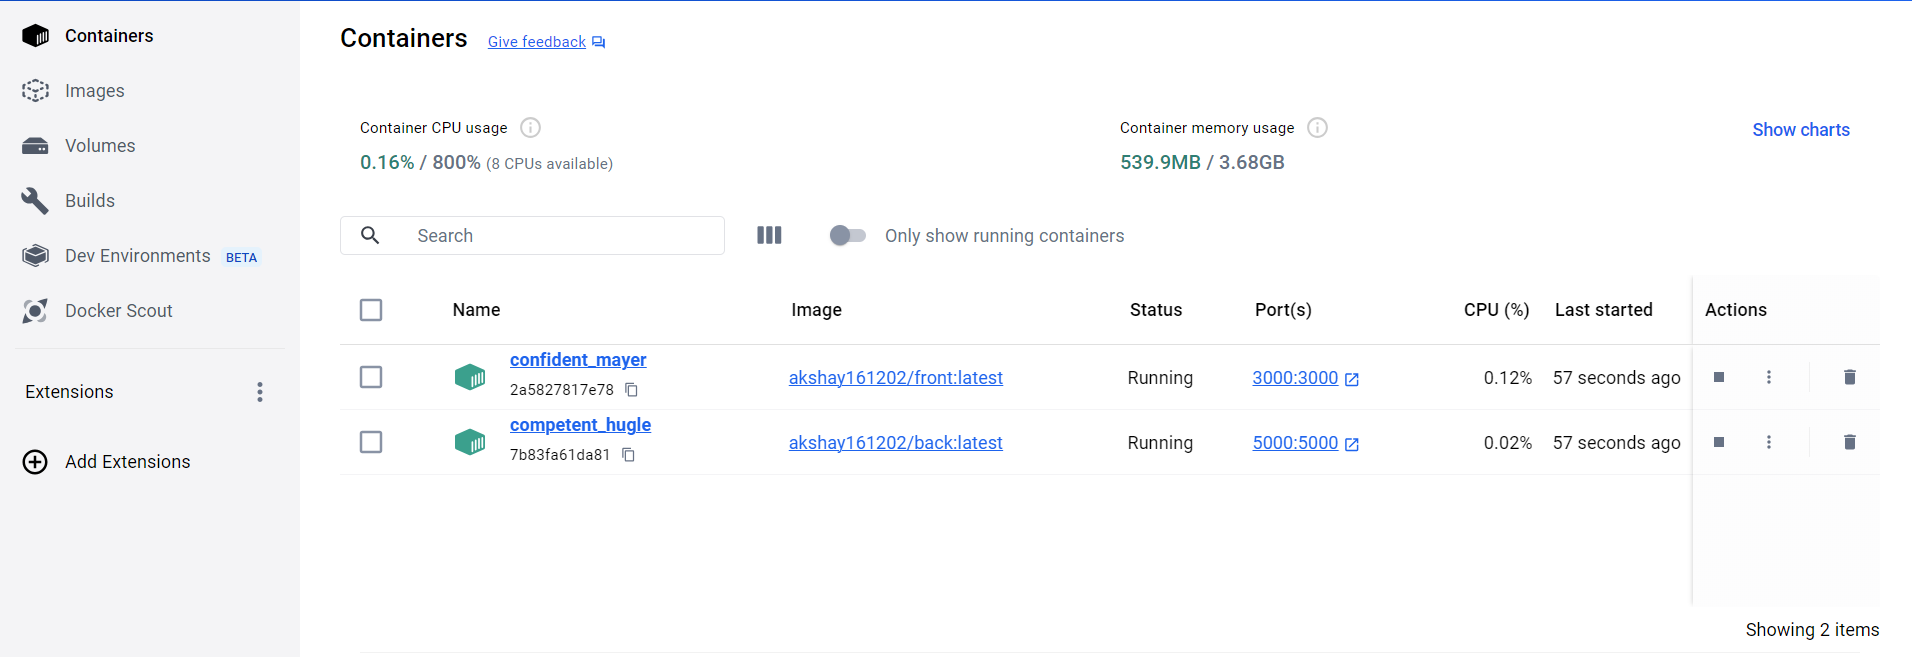 Containers
Images
Volumes
Builds
Dev Environments BETA
Docker Scout
Extensions
Add Extensions
Containers Give feedback
Container CPU usage
0.16% / 800% (8 CPUs available)
Container memory usage
539.9MB / 3.68GB
Show charts
Search
Only show running containers
Name Image Status Port(s) CPU (%) Last started Actions
confident_mayer
2a5827817e78
akshay161202/front:latest Running 3000:3000 0.12% 57 seconds ago
competent_hugle
7b83fa61da81
akshay161202/back:latest Running 5000:5000 0.02% 57 seconds ago
Showing 2 items